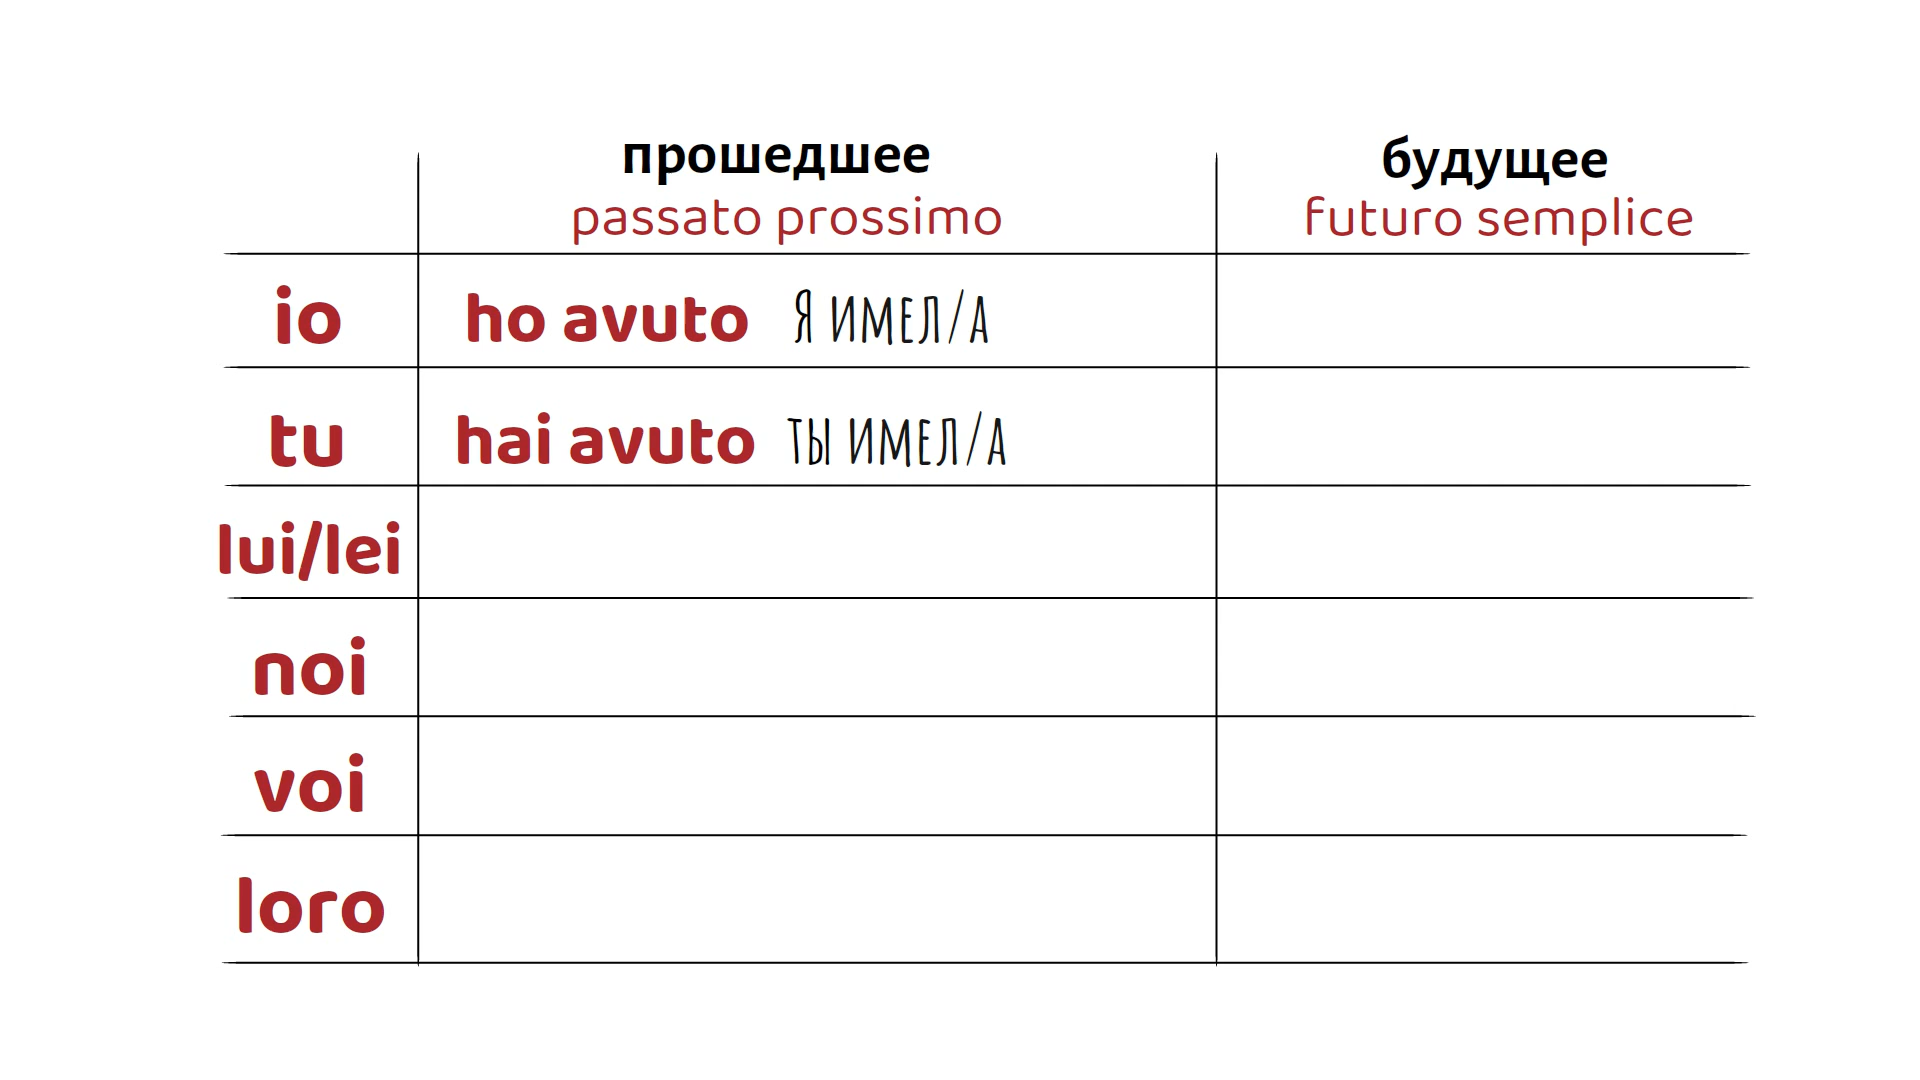 прошедшее
будущее
passato prossimo
futuro semplice
io
ho avuto Я ИМЕЛ/А
tu
hai avuto ТЫ ИМЕЛ/А
lui/lei
noi
voi
loro